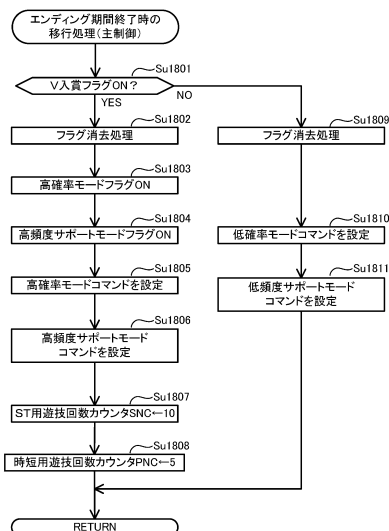 エンディング期間終了時の
移行処理(主制御)
Su1801
V入賞フラグON?
YES
NO
Su1802
フラグ消去処理
Su1803
高確率モードフラグON
Su1804
高頻度サポートモードフラグON
Su1805
高確率モードコマンドを設定
Su1806
高頻度サポートモード
コマンドを設定
Su1807
ST用遊技回数カウンタSNC←10
Su1808
時短用遊技回数カウンタPNC←5
Su1809
フラグ消去処理
Su1810
低確率モードコマンドを設定
Su1811
低頻度サポートモード
コマンドを設定
RETURN